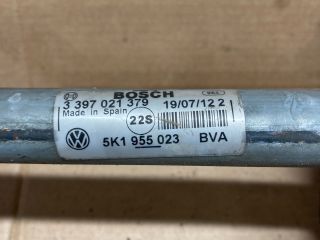 BOSCH
3 397 021 379 19/07/12 2
Made in Spain
22S
5K1 955 023 BVA